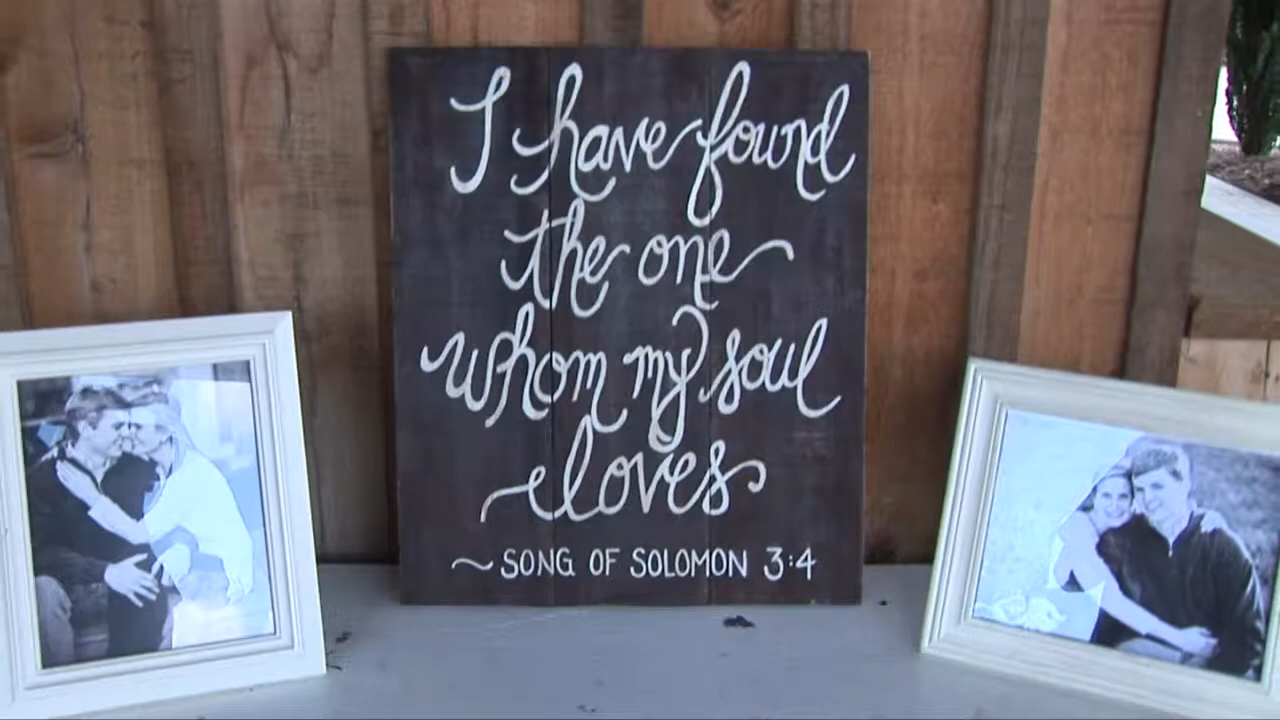 I have found
the one
whom my soul
loves
~SONG OF SOLOMON 3:4